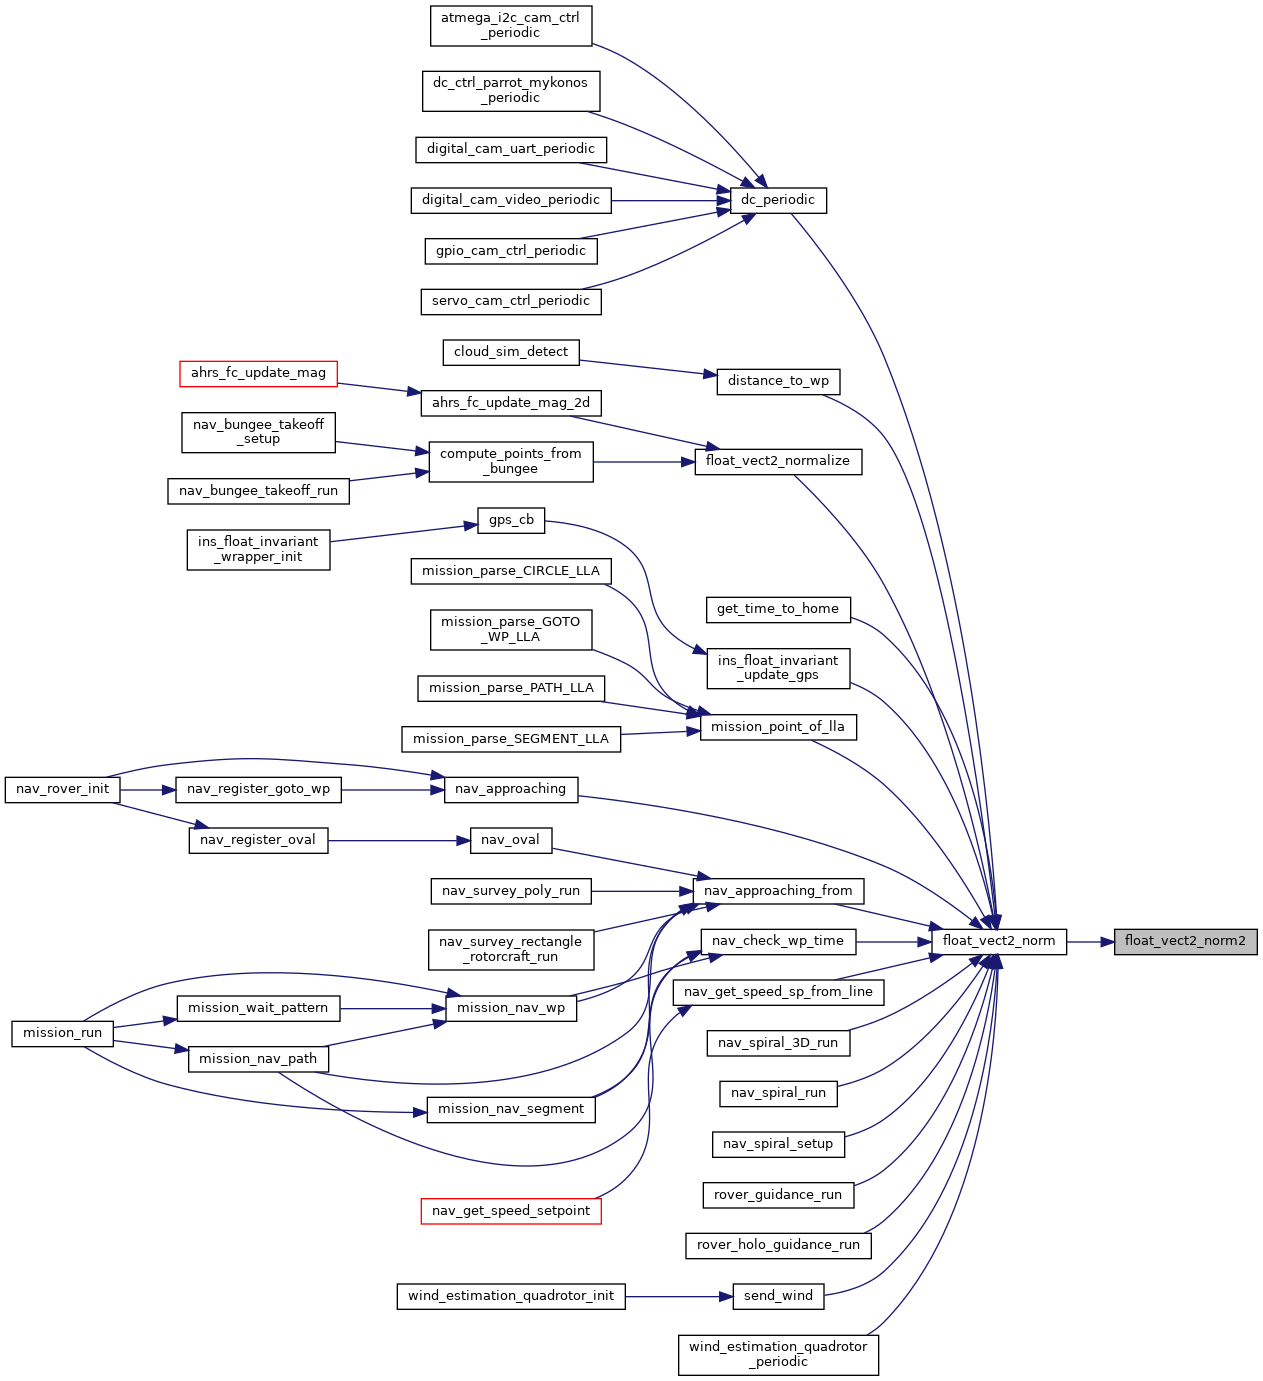 atmega_i2c_cam_ctrl
_periodic
dc_ctrl_parrot_mykonos
_periodic
digital_cam_uart_periodic
digital_cam_video_periodic
dc_periodic
gpio_cam_ctrl_periodic
servo_cam_ctrl_periodic
cloud_sim_detect
distance_to_wp
ahrs_fc_update_mag
ahrs_fc_update_mag_2d
nav_bungee_takeoff
_setup
compute_points_from
_bungee
float_vect2_normalize
nav_bungee_takeoff_run
gps_cb
ins_float_invariant
_wrapper_init
mission_parse_CIRCLE_LLA
get_time_to_home
mission_parse_GOTO
_WP_LLA
ins_float_invariant
_update_gps
mission_parse_PATH_LLA
mission_point_of_lla
mission_parse_SEGMENT_LLA
nav_rover_init
nav_register_goto_wp
nav_approaching
nav_register_oval
nav_oval
nav_survey_poly_run
nav_approaching_from
nav_survey_rectangle
_rotorcraft_run
nav_check_wp_time
float_vect2_norm
float_vect2_norm2
nav_get_speed_sp_from_line
mission_wait_pattern
mission_nav_wp
mission_run
nav_spiral_3D_run
mission_nav_path
nav_spiral_run
mission_nav_segment
nav_spiral_setup
rover_guidance_run
nav_get_speed_setpoint
rover_holo_guidance_run
wind_estimation_quadrotor_init
send_wind
wind_estimation_quadrotor
_periodic